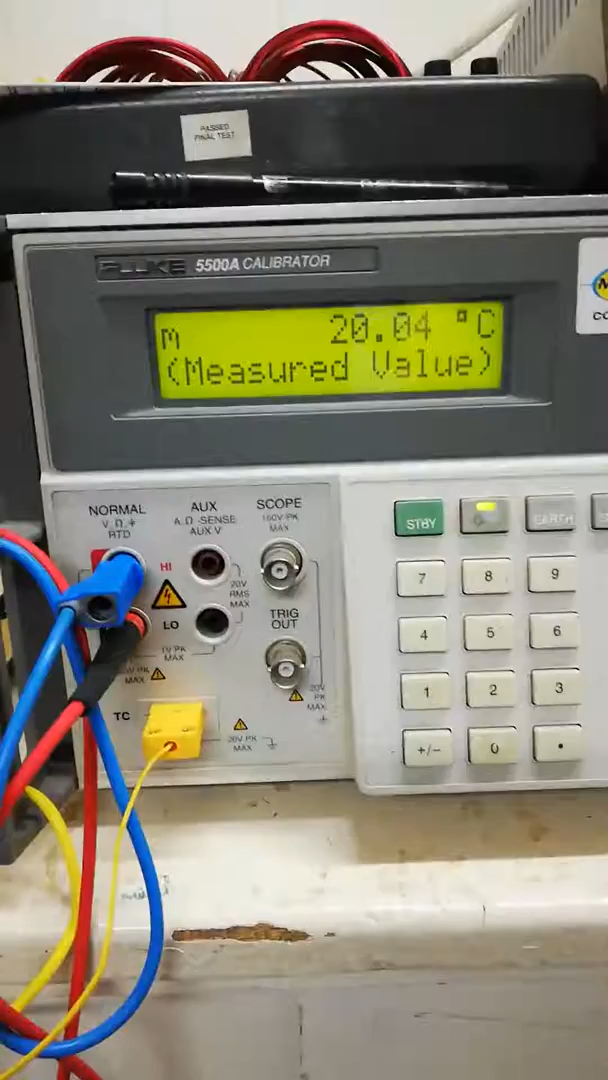 PASSED
FINAL TEST
FLUKE 5500A CALIBRATOR
m 20.04 °C
(Measured Value)
NORMAL
V, Ω, ⏚
RTD
AUX
A, Ω-SENSE
AUX V
SCOPE
150V PK
MAX
HI
LO
20V
RMS
MAX
1V PK
MAX
TRIG
OUT
PK
MAX
20V
PK
MAX
TC
20V PK
MAX
STBY
EARTH
7
8
9
4
5
6
1
2
3
+/−
0
•
CO